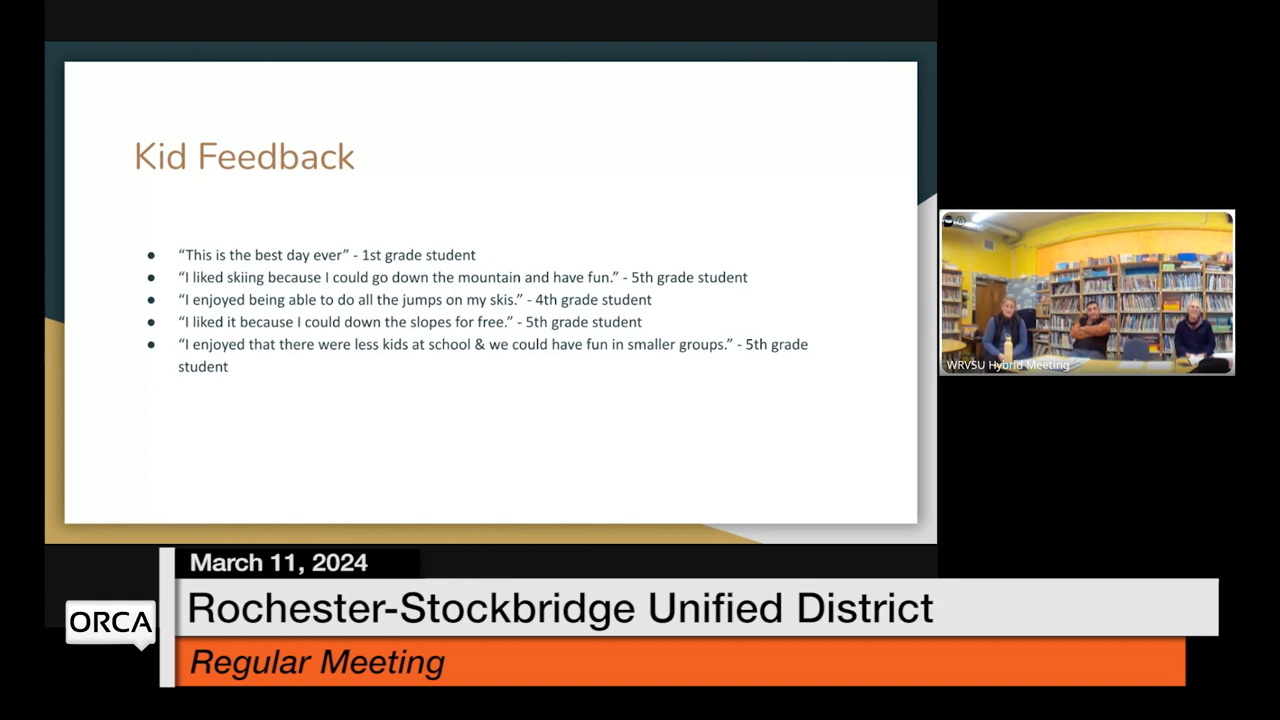 Kid Feedback
● “This is the best day ever” - 1st grade student
● “I liked skiing because I could go down the mountain and have fun.” - 5th grade student
● “I enjoyed being able to do all the jumps on my skis.” - 4th grade student
● “I liked it because I could down the slopes for free.” - 5th grade student
● “I enjoyed that there were less kids at school & we could have fun in smaller groups.” - 5th grade
student
WRVSU Hybrid Meeting
March 11, 2024
ORCA
Rochester-Stockbridge Unified District
Regular Meeting